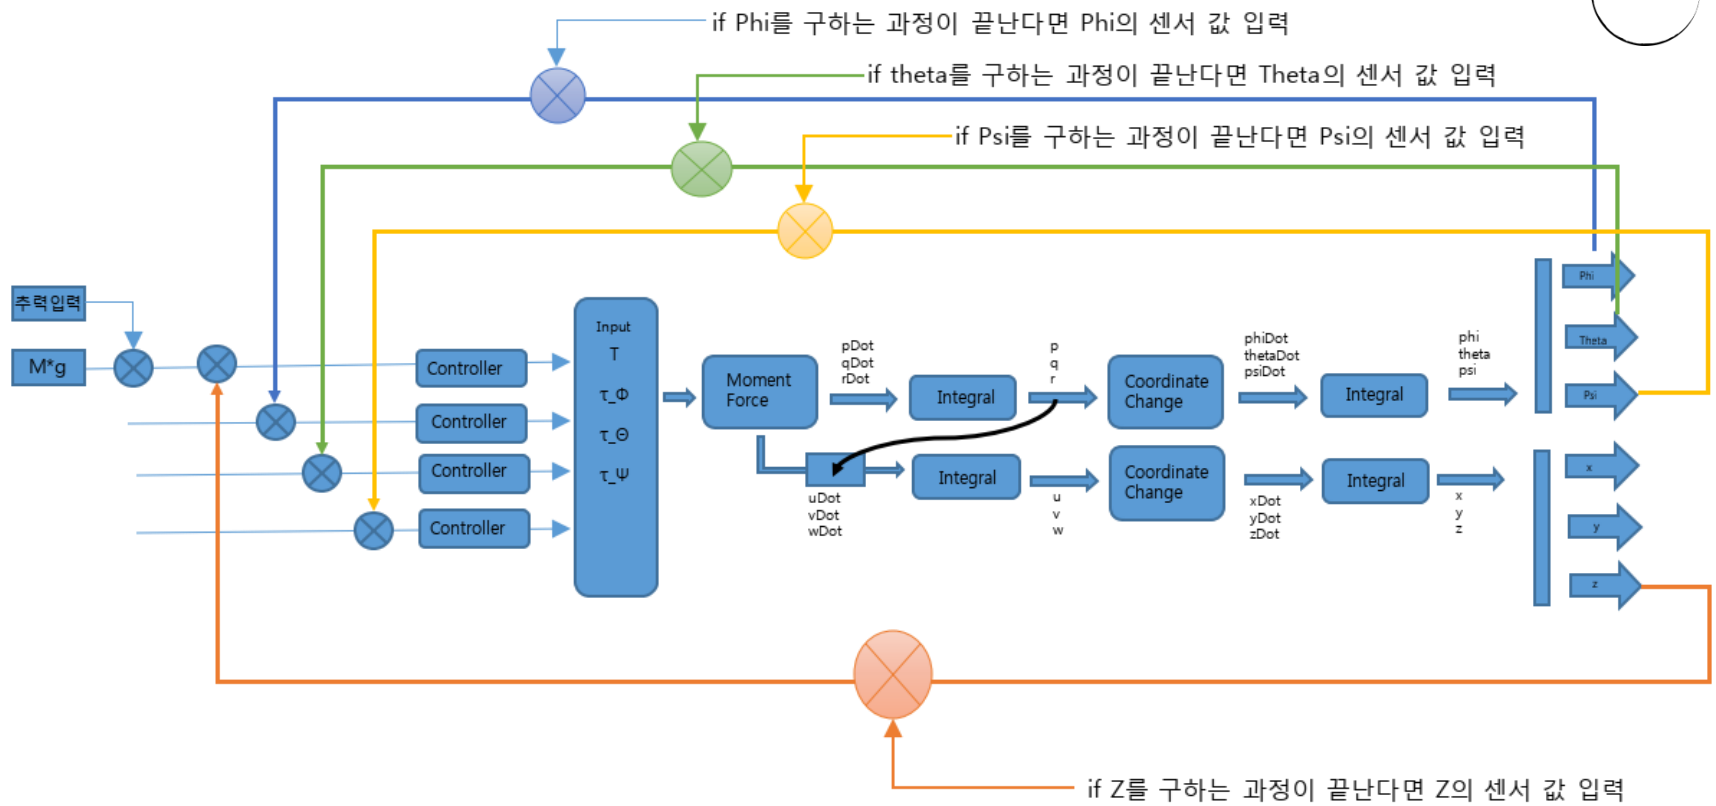 if Phi를 구하는 과정이 끝난다면 Phi의 센서 값 입력
if theta를 구하는 과정이 끝난다면 Theta의 센서 값 입력
if Psi를 구하는 과정이 끝난다면 Psi의 센서 값 입력
추력입력
M*g
Controller
Controller
Controller
Controller
Input
T
τ_Φ
τ_Θ
τ_Ψ
Moment
Force
pDot
qDot
rDot
Integral
p
q
r
Coordinate
Change
phiDot
thetaDot
psiDot
Integral
phi
theta
psi
Phi
Theta
Psi
uDot
vDot
wDot
Integral
u
v
w
Coordinate
Change
xDot
yDot
zDot
Integral
x
y
z
x
y
z
if Z를 구하는 과정이 끝난다면 Z의 센서 값 입력